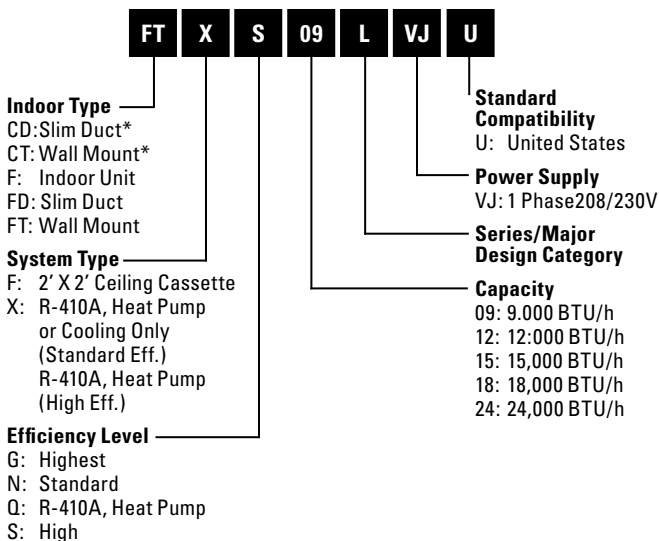 FT X S 09 L VJ U
Indoor Type
CD:Slim Duct*
CT: Wall Mount*
F: Indoor Unit
FD: Slim Duct
FT: Wall Mount
System Type
F: 2' X 2' Ceiling Cassette
X: R-410A, Heat Pump
or Cooling Only
(Standard Eff.)
R-410A, Heat Pump
(High Eff.)
Efficiency Level
G: Highest
N: Standard
Q: R-410A, Heat Pump
S: High
Standard
Compatibility
U: United States
Power Supply
VJ: 1 Phase208/230V
Series/Major
Design Category
Capacity
09: 9.000 BTU/h
12: 12:000 BTU/h
15: 15,000 BTU/h
18: 18,000 BTU/h
24: 24,000 BTU/h